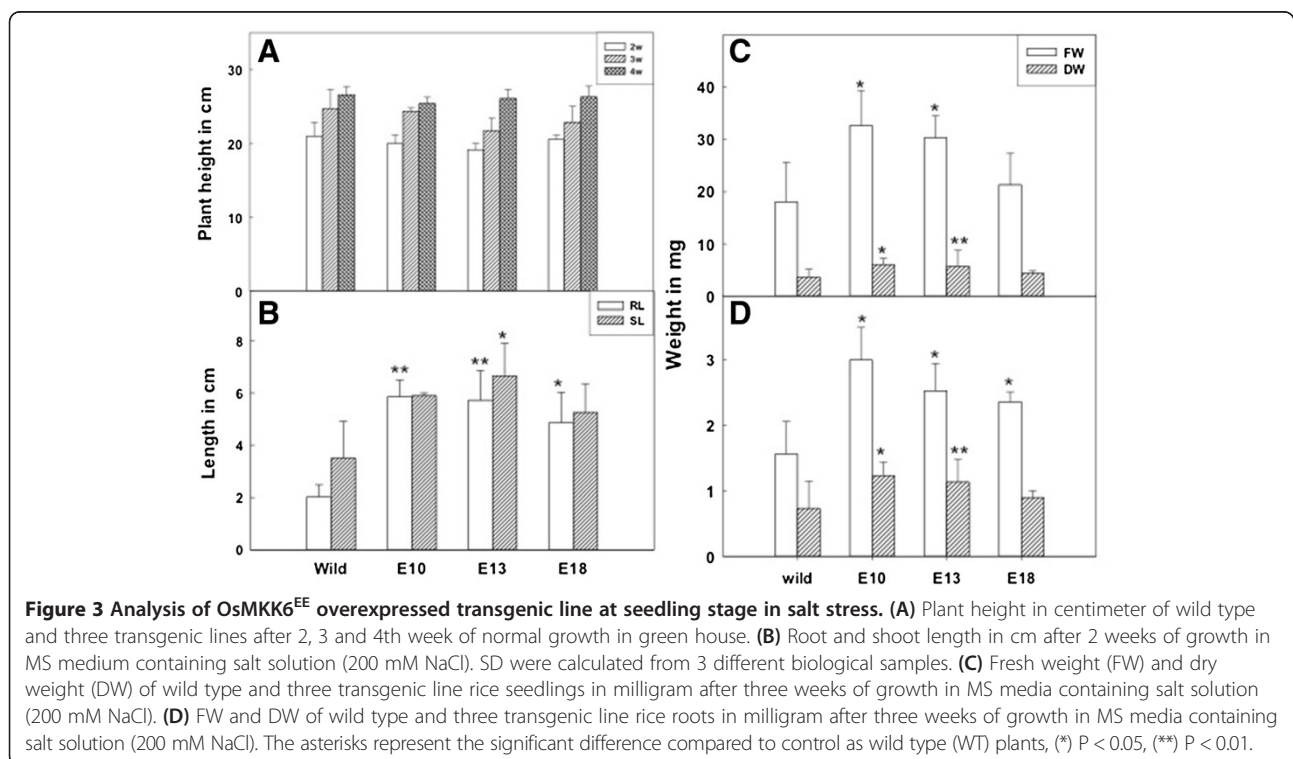 A
2w
3w
4w
Plant height in cm
30
20
10
0
B
RL
SL
Length in cm
8
6
4
2
0
** ** * *
Wild E10 E13 E18
C
FW
DW
Weight in mg
40
30
20
10
0
* * * **
D
3
2
1
0
* * * ** *
wild E10 E13 E18
Figure 3 Analysis of OsMKK6EE overexpressed transgenic line at seedling stage in salt stress. (A) Plant height in centimeter of wild type
and three transgenic lines after 2, 3 and 4th week of normal growth in green house. (B) Root and shoot length in cm after 2 weeks of growth in
MS medium containing salt solution (200 mM NaCl). SD were calculated from 3 different biological samples. (C) Fresh weight (FW) and dry
weight (DW) of wild type and three transgenic line rice seedlings in milligram after three weeks of growth in MS media containing salt solution
(200 mM NaCl). (D) FW and DW of wild type and three transgenic line rice roots in milligram after three weeks of growth in MS media containing
salt solution (200 mM NaCl). The asterisks represent the significant difference compared to control as wild type (WT) plants, (*) P < 0.05, (**) P < 0.01.